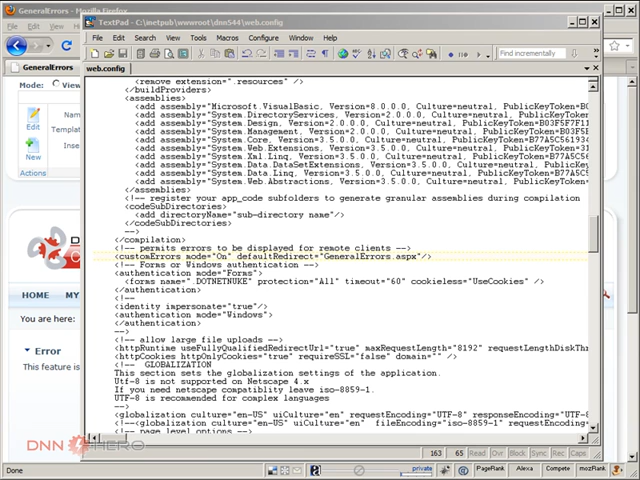 GeneralErrors - Mozilla Firefox
TextPad - C:\Inetpub\wwwroot\dnn544\web.config
File Edit Vie
File Edit Search View Tools Macros Configure Window Help
Find incrementally
GeneralErrors
web.config
Mode: View
Edit
New
Actions
Nam
Templat
Inse
<remove extension=".resources" />
</buildProviders>
<assemblies>
<add assembly="Microsoft.VisualBasic, Version=8.0.0.0, Culture=neutral, PublicKeyToken=B0
<add assembly="System.DirectoryServices, Version=2.0.0.0, Culture=neutral, PublicKeyToken
<add assembly="System.Design, Version=2.0.0.0, Culture=neutral, PublicKeyToken=B03F5F7F11
<add assembly="System.Management, Version=2.0.0.0, Culture=neutral, PublicKeyToken=B03F5F
<add assembly="System.Core, Version=3.5.0.0, Culture=neutral, PublicKeyToken=B77A5C561934
<add assembly="System.Web.Extensions, Version=3.5.0.0, Culture=neutral, PublicKeyToken=31
<add assembly="System.Xml.Linq, Version=3.5.0.0, Culture=neutral, PublicKeyToken=B77A5C56
<add assembly="System.Data.DataSetExtensions, Version=3.5.0.0, Culture=neutral, PublicKey
<add assembly="System.Data.Linq, Version=3.5.0.0, Culture=neutral, PublicKeyToken=B77A5C5
<add assembly="System.Web.Abstractions, Version=3.5.0.0, Culture=neutral, PublicKeyToken=
</assemblies>
<!-- register your app_code subfolders to generate granular assemblies during compilation
<codeSubDirectories>
<add directoryName="sub-directory name"/>
</codeSubDirectories>
-->
</compilation>
<!-- permits errors to be displayed for remote clients -->
<customErrors mode="On" defaultRedirect="GeneralErrors.aspx"/>
<!-- Forms or Windows authentication -->
<authentication mode="Forms">
<forms name=".DOTNETNUKE" protection="All" timeout="60" cookieless="UseCookies" />
</authentication>
<!--
<identity impersonate="true"/>
<authentication mode="Windows">
</authentication>
-->
<!-- allow large file uploads -->
<httpRuntime useFullyQualifiedRedirectUrl="true" maxRequestLength="8192" requestLengthDiskThr
<httpCookies httpOnlyCookies="true" requireSSL="false" domain="" />
<!-- GLOBALIZATION
This section sets the globalization settings of the application.
Utf-8 is not supported on Netscape 4.x
If you need netscape compatiblity leave iso-8859-1.
UTF-8 is recommended for complex languages
-->
<globalization culture="en-US" uiCulture="en" requestEncoding="UTF-8" responseEncoding="UTF-8
<!--<globalization culture="en-US" uiCulture="en" fileEncoding="iso-8859-1" requestEncoding="
<!-- page level options -->
HOME MY
You are here:
Error
This feature is
DNN HERO
163 65 Read Ovr Block Sync Rec Caps
Done
private
PageRank
Alexa
Compete
mozRank